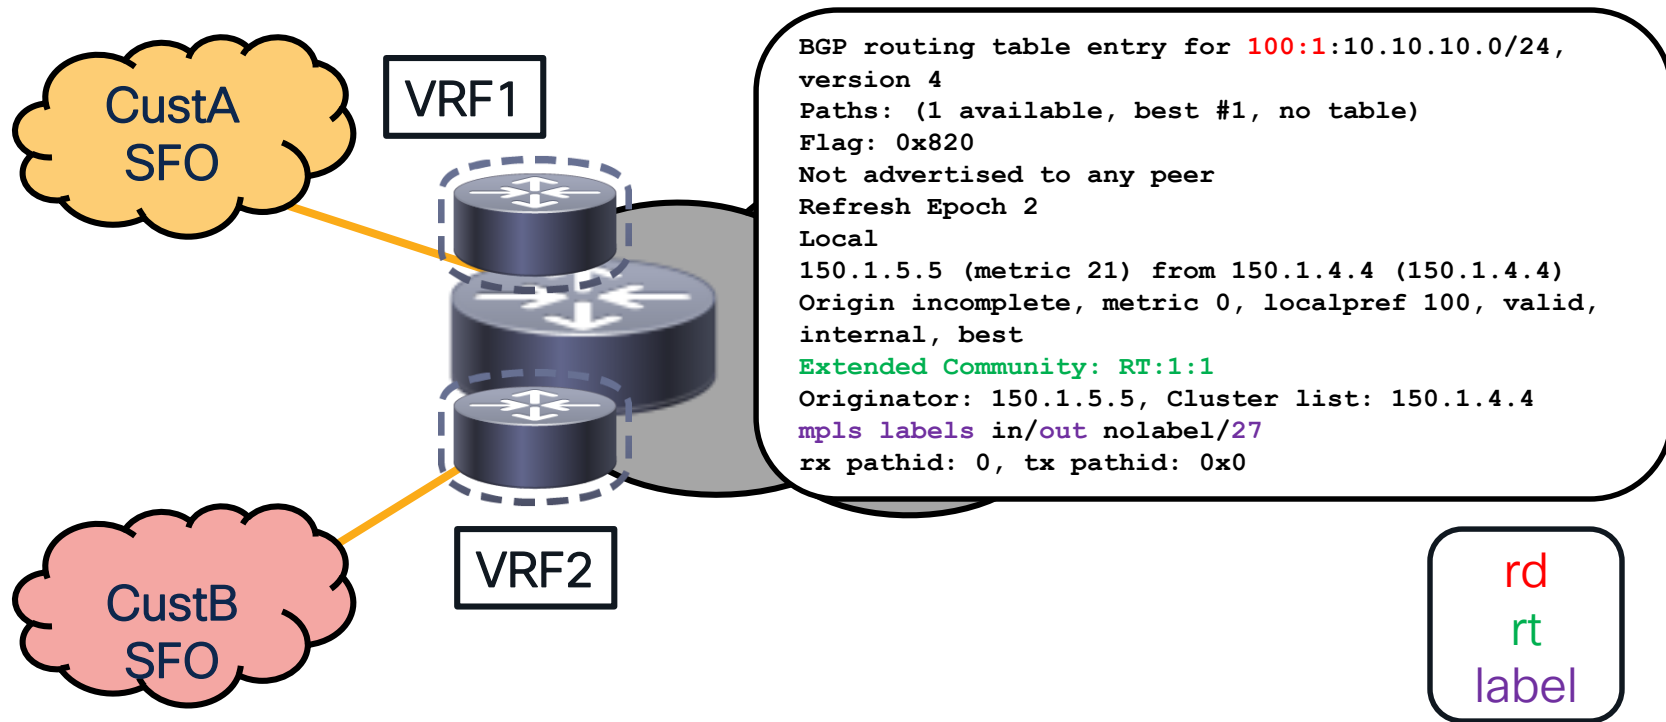 CustA
SFO
VRF1
BGP routing table entry for 100:1:10.10.10.0/24,
version 4
Paths: (1 available, best #1, no table)
Flag: 0x820
Not advertised to any peer
Refresh Epoch 2
Local
150.1.5.5 (metric 21) from 150.1.4.4 (150.1.4.4)
Origin incomplete, metric 0, localpref 100, valid,
internal, best
Extended Community: RT:1:1
Originator: 150.1.5.5, Cluster list: 150.1.4.4
mpls labels in/out nolabel/27
rx pathid: 0, tx pathid: 0x0
VRF2
CustB
SFO
rd
rt
label